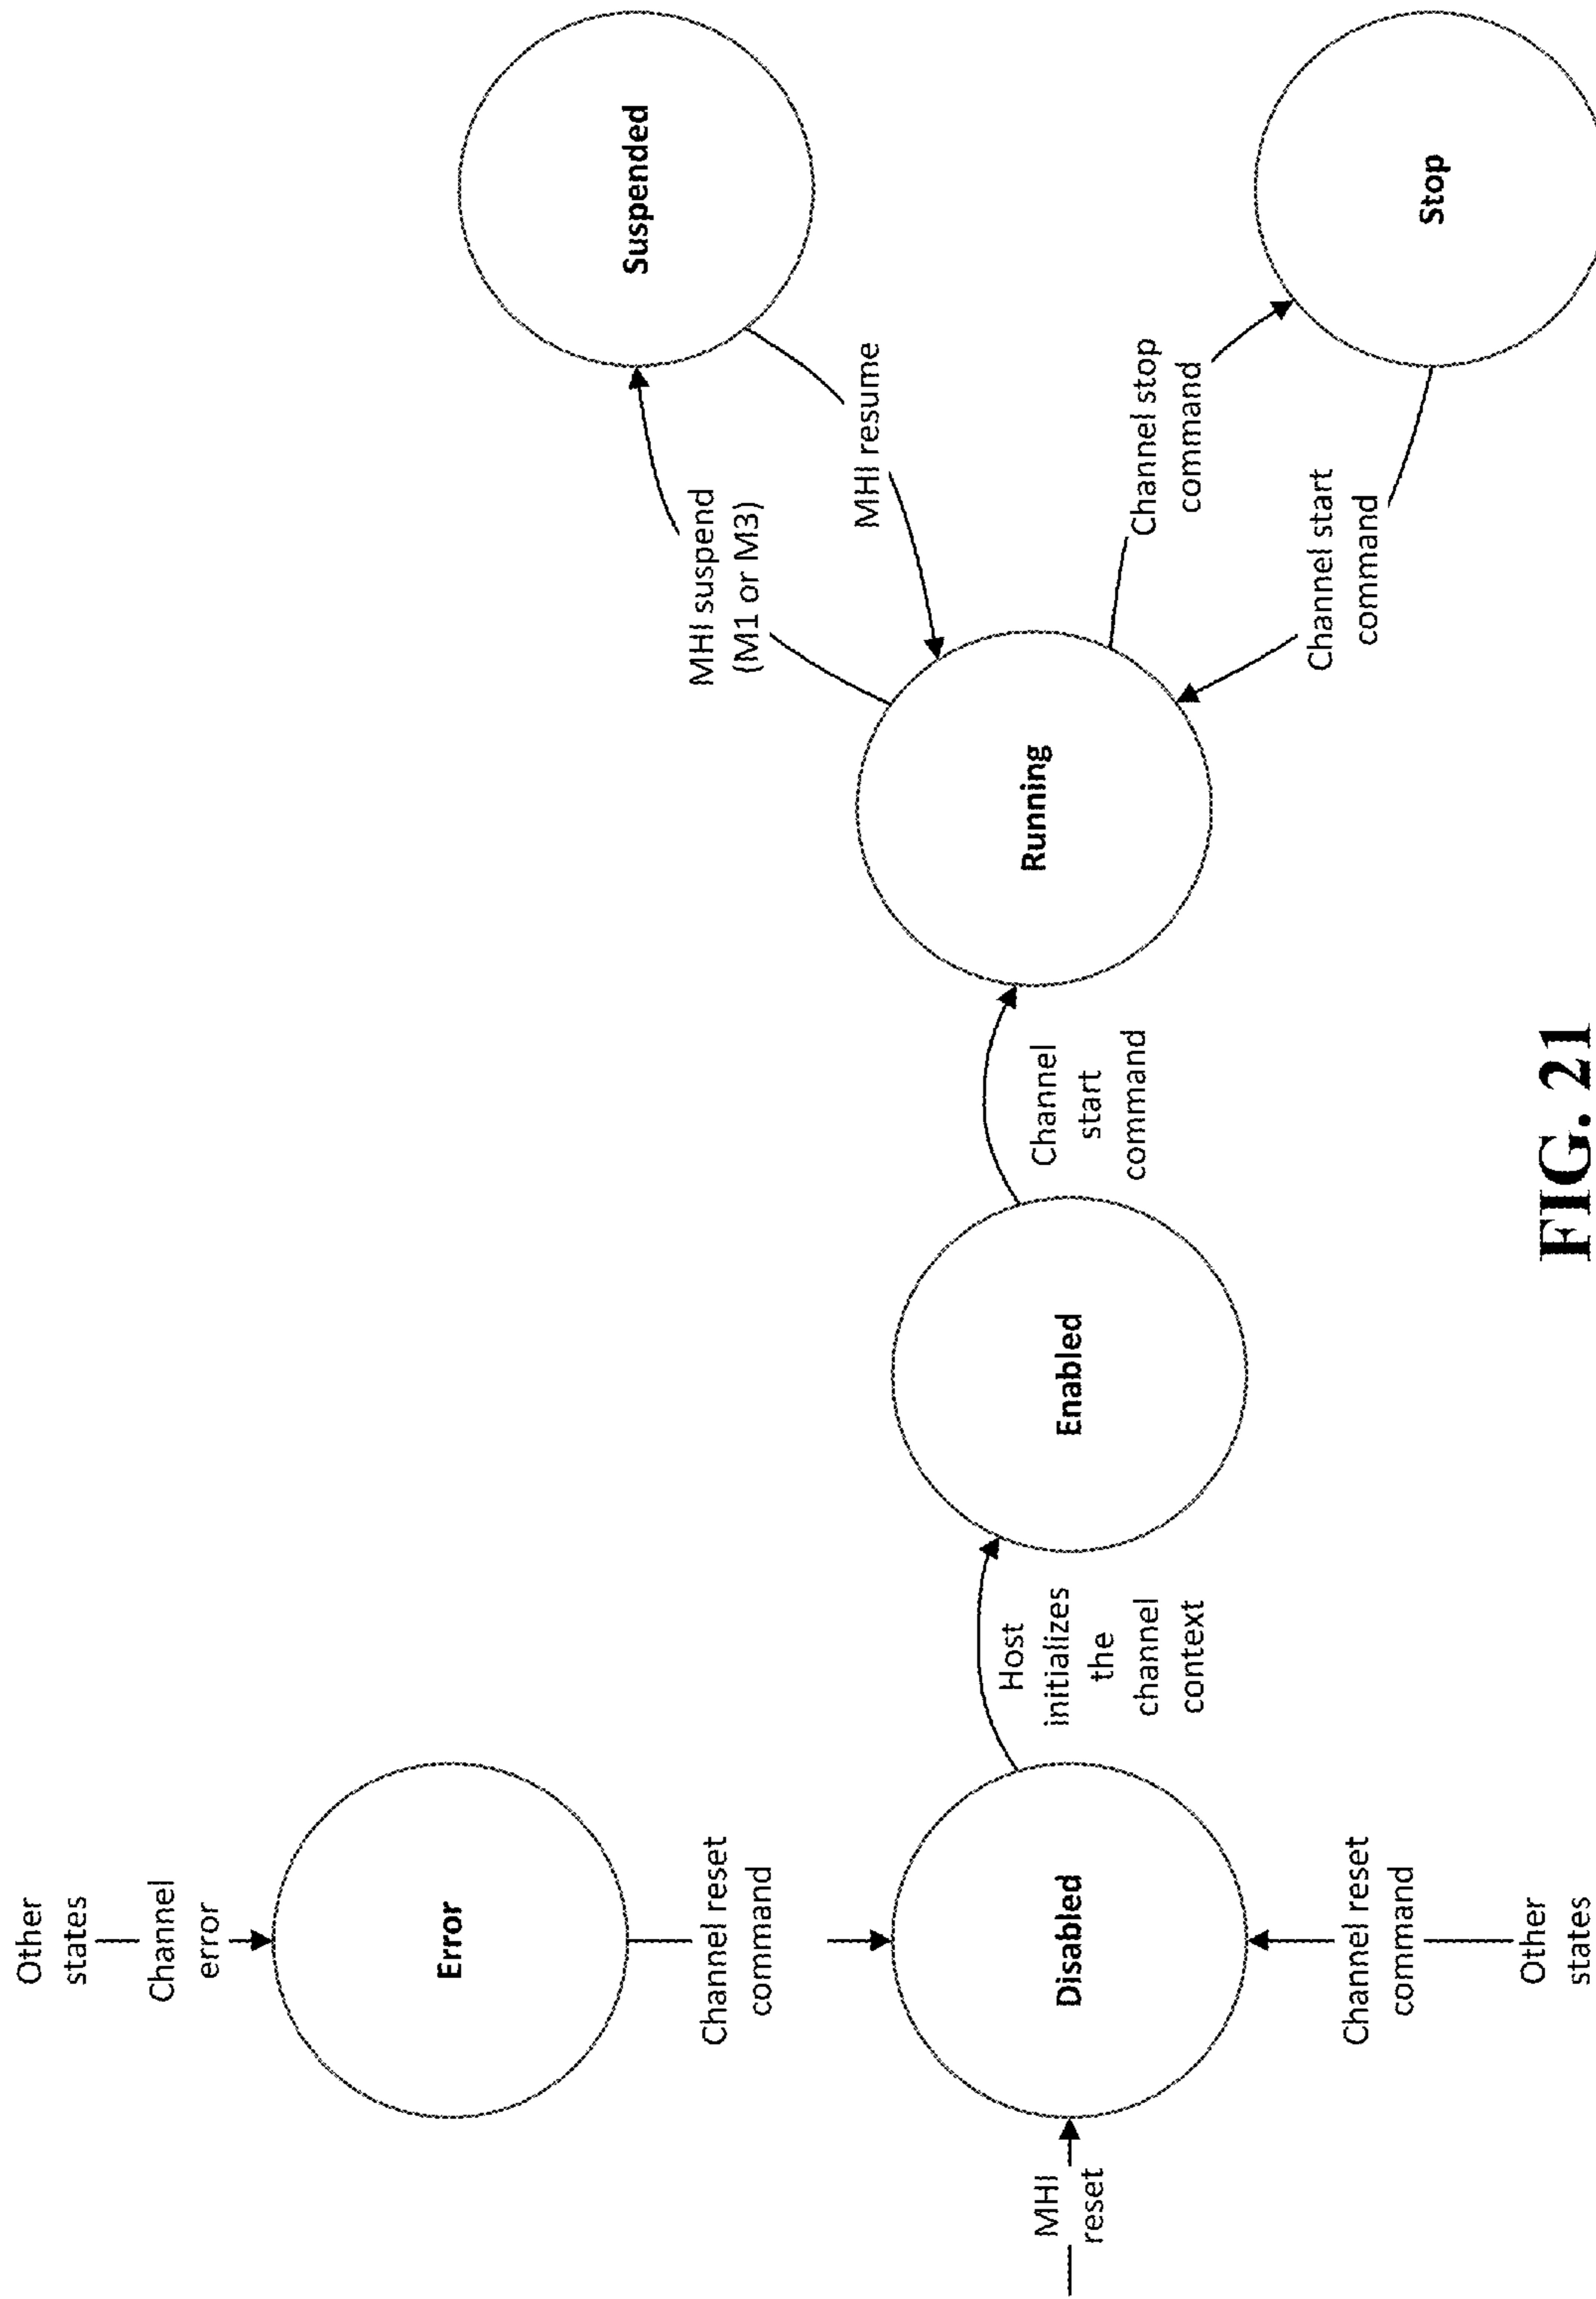 Other
states
Channel
error
Error
Channel reset
command
MHI
reset
Disabled
Channel reset
command
Other
states
Host
initializes
the
channel
context
Enabled
Channel
start
command
Running
MHI suspend
(M1 or M3)
MHI resume
Suspended
Channel stop
command
Channel start
command
Stop
FIG. 21